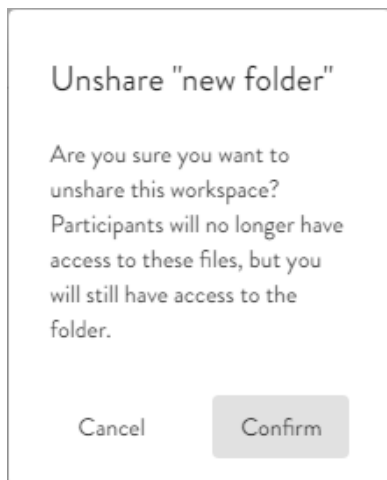 Unshare "new folder"
Are you sure you want to
unshare this workspace?
Participants will no longer have
access to these files, but you
will still have access to the
folder.
Cancel
Confirm